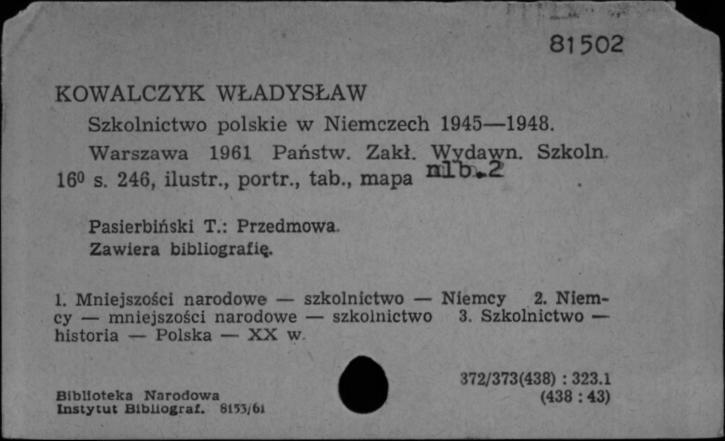 81502
KOWALCZYK WŁADYSŁAW
Szkolnictwo polskie w Niemczech 1945—1948.
Warszawa 1961 Państw. Zakł. Wydawn. Szkoln.
16⁰ s. 246, ilustr., portr., tab., mapa nlb.2
Pasierbiński T.: Przedmowa.
Zawiera bibliografię.
1. Mniejszości narodowe — szkolnictwo — Niemcy 2. Niem-
cy — mniejszości narodowe — szkolnictwo 3. Szkolnictwo —
historia — Polska — XX w.
372/373(438) : 323.1
(438 : 43)
Biblioteka Narodowa
Instytut Bibliograf. 8153/61